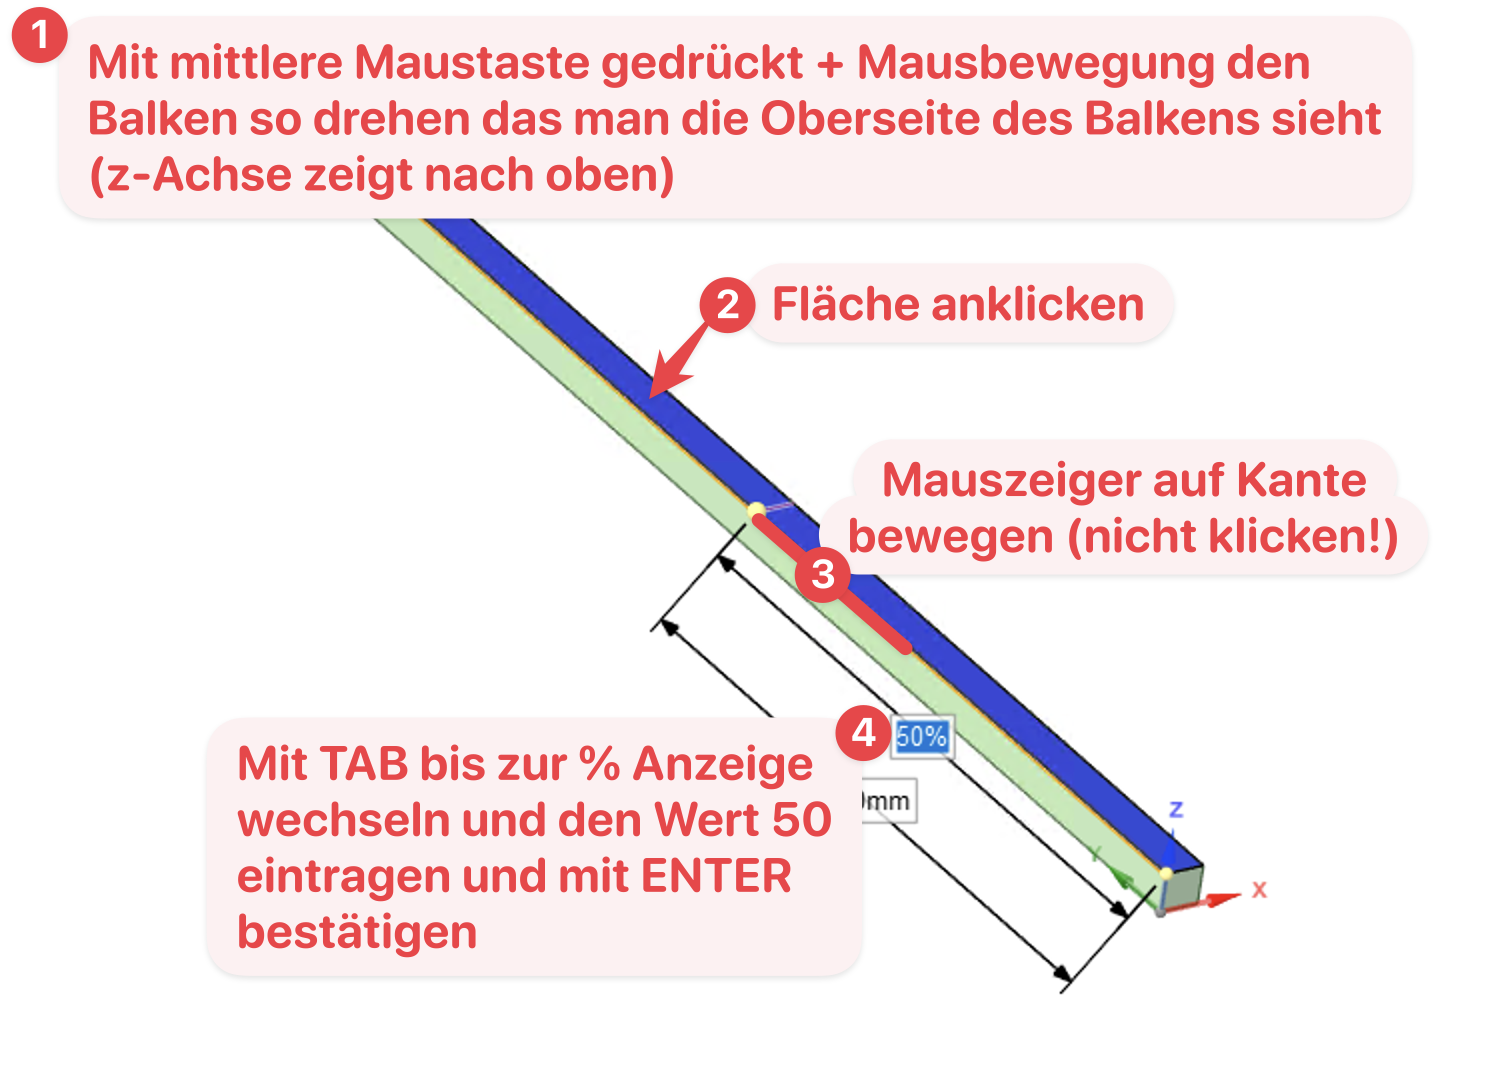 1
Mit mittlere Maustaste gedrückt + Mausbewegung den
Balken so drehen das man die Oberseite des Balkens sieht
(z-Achse zeigt nach oben)
2
Fläche anklicken
Mauszeiger auf Kante
bewegen (nicht klicken!)
3
4
50%
Mit TAB bis zur % Anzeige
wechseln und den Wert 50
eintragen und mit ENTER
bestätigen
mm
Z
Y
X